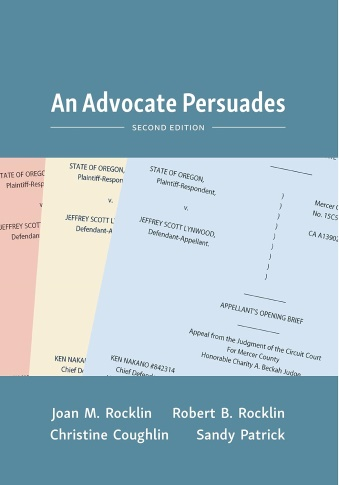 An Advocate Persuades
SECOND EDITION
STATE OF OREGON,
Plaintiff-Respondent,
v.
JEFFREY SCOTT LYNWOOD,
Defendant-Appellant.
STATE OF OREGON,
Plaintiff-Respon
v.
JEFFREY SCOTT L
Defendant-A
STATE OF OREGO
Plaintiff-Resp
v
JEFFREY SCOT
Defendan
)
)
)
)
)
)
)
Mercer
No. 15C5
CA A1390
APPELLANT'S OPENING BRIEF
Appeal from the Judgment of the Circuit Court
For Mercer County
Honorable Charity A. Beckah Judge
KEN NAKANO #842314
Chief Defend
KEN NAKA
Chief D
Joan M. Rocklin Robert B. Rocklin
Christine Coughlin Sandy Patrick